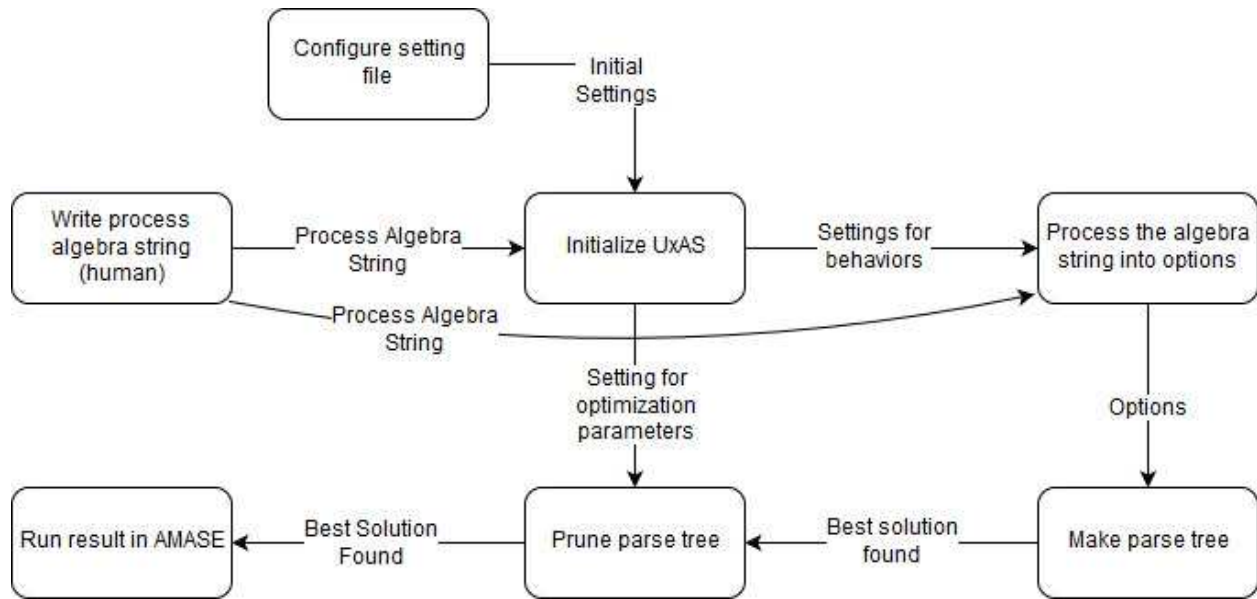 Configure setting
file
Initial
Settings
Write process
algebra string
(human)
Process Algebra
String
Initialize UxAS
Settings for
behaviors
Process the algebra
string into options
Process Algebra
String
Setting for
optimization
parameters
Options
Run result in AMASE
Best Solution
Found
Prune parse tree
Best solution
found
Make parse tree